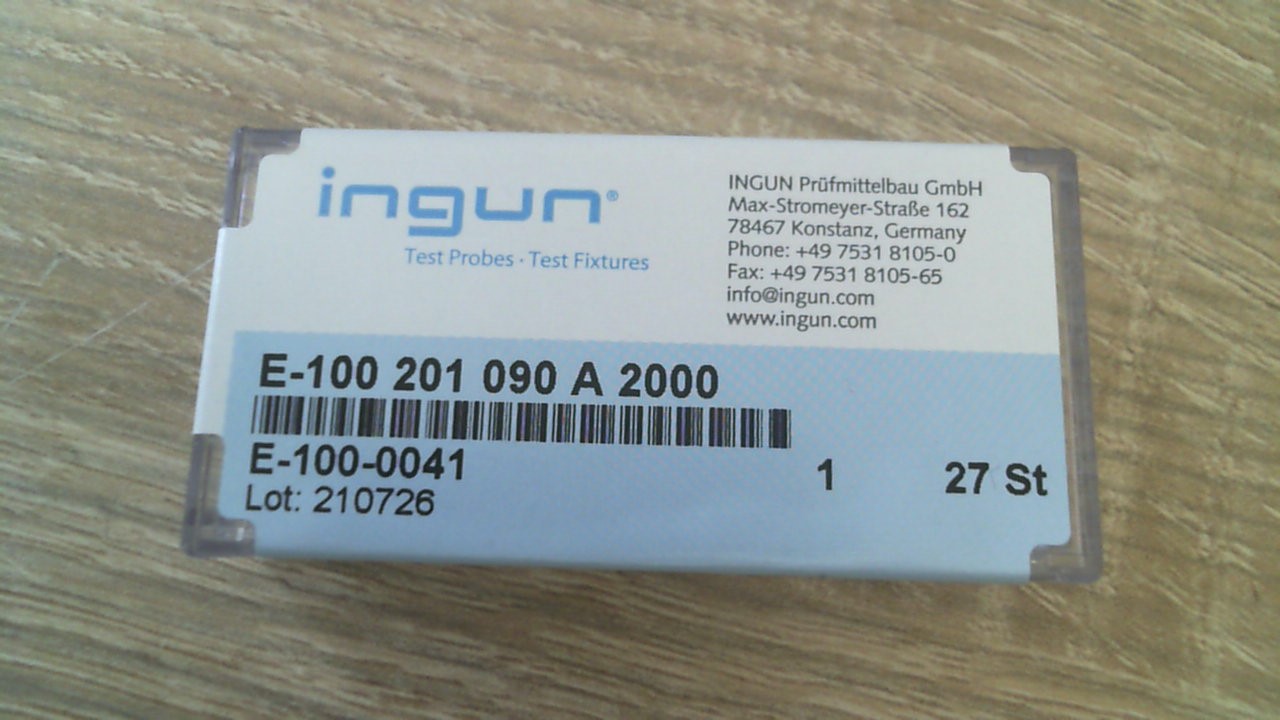 ingun®
Test Probes · Test Fixtures
INGUN Prüfmittelbau GmbH
Max-Stromeyer-Straße 162
78467 Konstanz, Germany
Phone: +49 7531 8105-0
Fax: +49 7531 8105-65
info@ingun.com
www.ingun.com
E-100 201 090 A 2000
E-100-0041
1 27 St
Lot: 210726